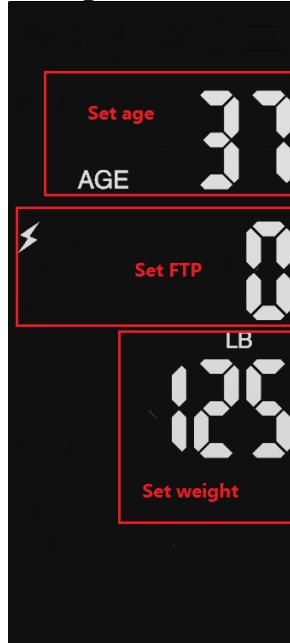 Set age
37
AGE
Set FTP
0
LB
125
Set weight